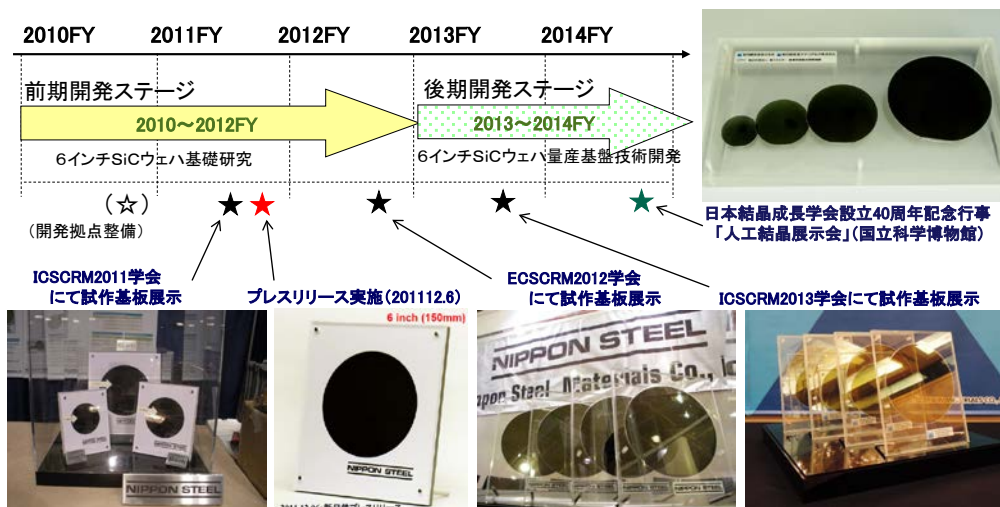 2010FY 2011FY 2012FY 2013FY 2014FY
前期開発ステージ
後期開発ステージ
2010～2012FY
2013～2014FY
6インチSiCウェハ基礎研究
6インチSiCウェハ量産基盤技術開発
(☆)
(開発拠点整備)
★ ★ ★ ★ ★
日本結晶成長学会設立40周年記念行事
「人工結晶展示会」(国立科学博物館)
ICSCRM2011学会
にて試作基板展示
プレスリリース実施(201112.6)
ECSCRM2012学会
にて試作基板展示
ICSCRM2013学会にて試作基板展示
6 inch (150mm)
NIPPON STEEL
NIPPON STEEL
NIPPON STEEL
Steel Materials Co.,
NIPPON STEEL
NIPPON STEEL